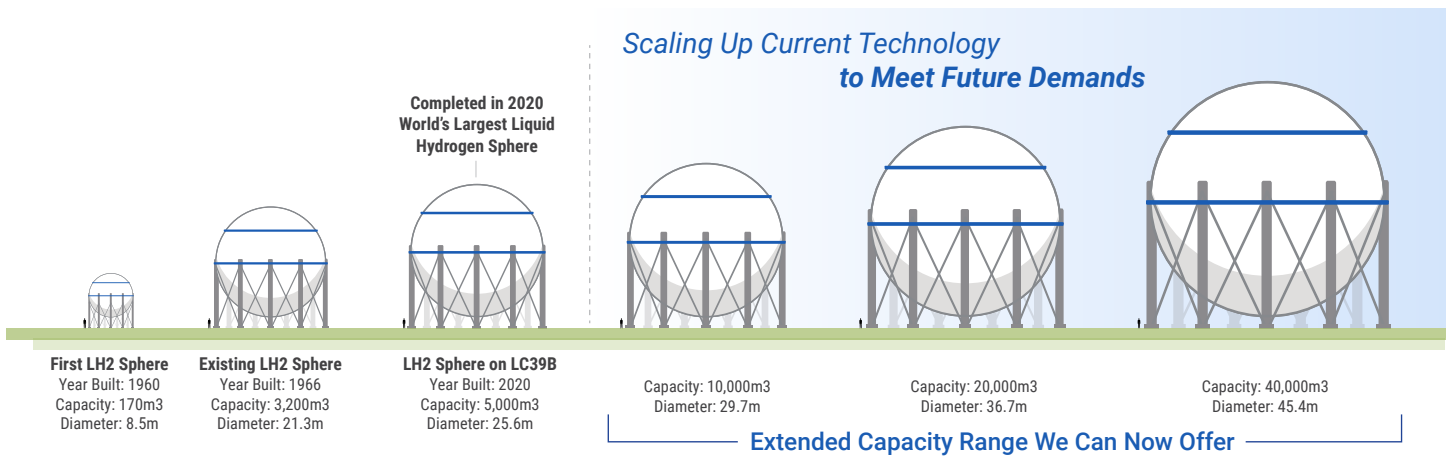 Scaling Up Current Technology
to Meet Future Demands
Completed in 2020
World's Largest Liquid
Hydrogen Sphere
First LH2 Sphere
Year Built: 1960
Capacity: 170m3
Diameter: 8.5m
Existing LH2 Sphere
Year Built: 1966
Capacity: 3,200m3
Diameter: 21.3m
LH2 Sphere on LC39B
Year Built: 2020
Capacity: 5,000m3
Diameter: 25.6m
Capacity: 10,000m3
Diameter: 29.7m
Capacity: 20,000m3
Diameter: 36.7m
Capacity: 40,000m3
Diameter: 45.4m
Extended Capacity Range We Can Now Offer